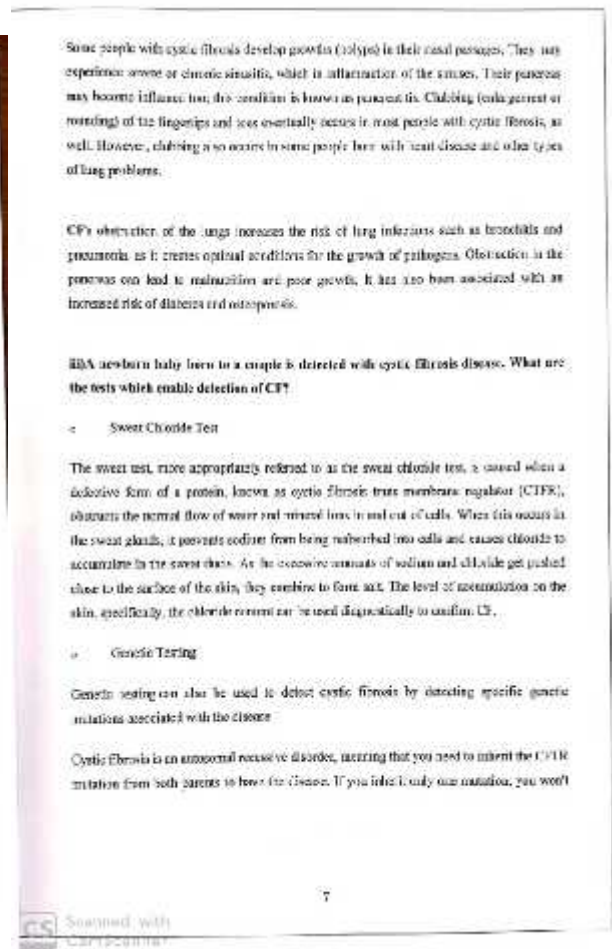 Some people with cystic fibrosis develop growths (polyps) in their nasal passages. They may
experience severe or chronic sinusitis, which is inflammation of the sinuses. Their pancreas
may become inflamed too; this condition is known as pancreatitis. Clubbing (enlargement or
rounding) of the fingertips and toes eventually occurs in most people with cystic fibrosis, as
well. However, clubbing also occurs in some people born with heart disease and other types
of lung problems.
CF's obstruction of the lungs increases the risk of lung infections such as bronchitis and
pneumonia as it creates optimal conditions for the growth of pathogens. Obstruction in the
pancreas can lead to malnutrition and poor growth. It has also been associated with an
increased risk of diabetes and osteoporosis.
iii)A newborn baby born to a couple is detected with cystic fibrosis disease. What are
the tests which enable detection of CF?
Sweat Chloride Test
The sweat test, more appropriately referred to as the sweat chloride test, is caused when a
defective form of a protein, known as cystic fibrosis trans membrane regulator (CTFR),
obstructs the normal flow of water and mineral ions in and out of cells. When this occurs in
the sweat glands, it prevents sodium from being reabsorbed into cells and causes chloride to
accumulate in the sweat ducts. As the excessive amounts of sodium and chloride get pushed
close to the surface of the skin, they combine to form salt. The level of accumulation on the
skin, specifically, the chloride content can be used diagnostically to confirm CF.
Genetic Testing
Genetic testing can also be used to detect cystic fibrosis by detecting specific genetic
mutations associated with the disease
Cystic Fibrosis is an autosomal recessive disorder, meaning that you need to inherit the CFTR
mutation from both parents to have the disease. If you inherit only one mutation, you won't
7
CS Scanned with
CamScanner